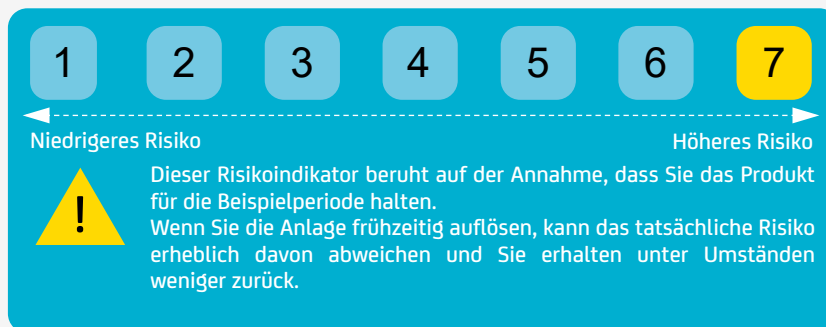 1 2 3 4 5 6 7
Niedrigeres Risiko Höheres Risiko
Dieser Risikoindikator beruht auf der Annahme, dass Sie das Produkt
für die Beispielperiode halten.
!
Wenn Sie die Anlage frühzeitig auflösen, kann das tatsächliche Risiko
erheblich davon abweichen und Sie erhalten unter Umständen
weniger zurück.